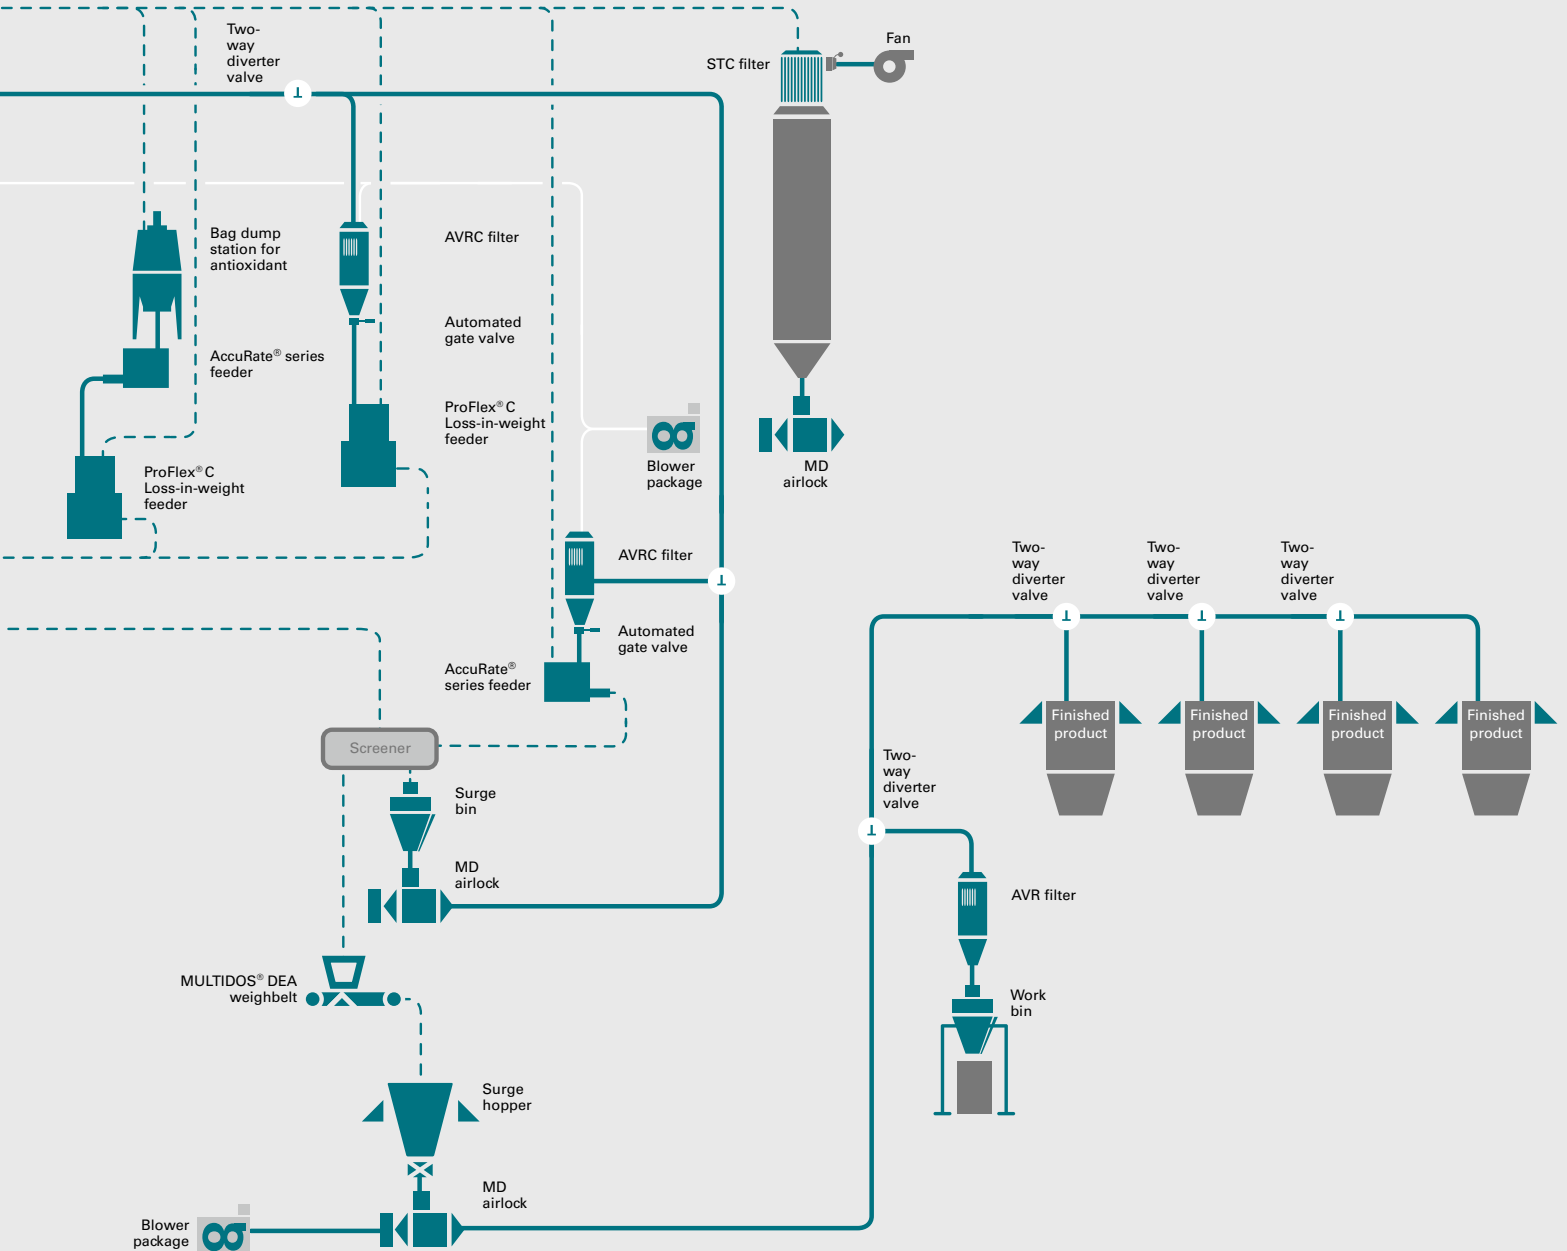 Two-
way
diverter
valve
Fan
STC filter
Bag dump
station for
antioxidant
AVRC filter
Automated
gate valve
AccuRate® series
feeder
ProFlex® C
Loss-in-weight
feeder
Blower
package
MD
airlock
ProFlex® C
Loss-in-weight
feeder
AVRC filter
Two-
way
diverter
valve
Two-
way
diverter
valve
Two-
way
diverter
valve
Automated
gate valve
AccuRate®
series feeder
Finished
product
Finished
product
Finished
product
Finished
product
Screener
Two-
way
diverter
valve
Surge
bin
MD
airlock
AVR filter
MULTIDOS® DEA
weighbelt
Work
bin
Surge
hopper
MD
airlock
Blower
package